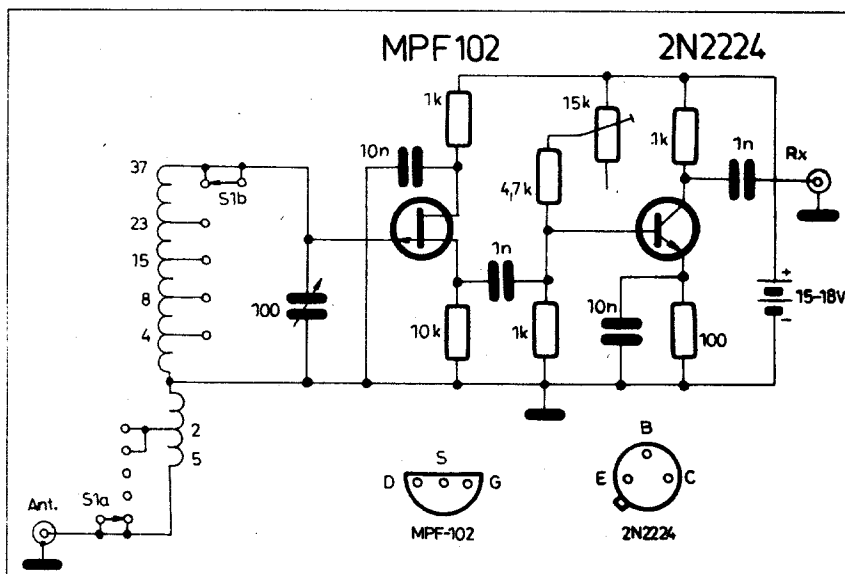 MPF102 2N2224
1k
15k
1k
10n
1n
Rx
37
S1b
4,7k
23
1n
15
8
100
15-18V
+
-
4
10k
1k
10n
100
2
5
B
S
D G
E C
S1a
Ant.
MPF-102
2N2224